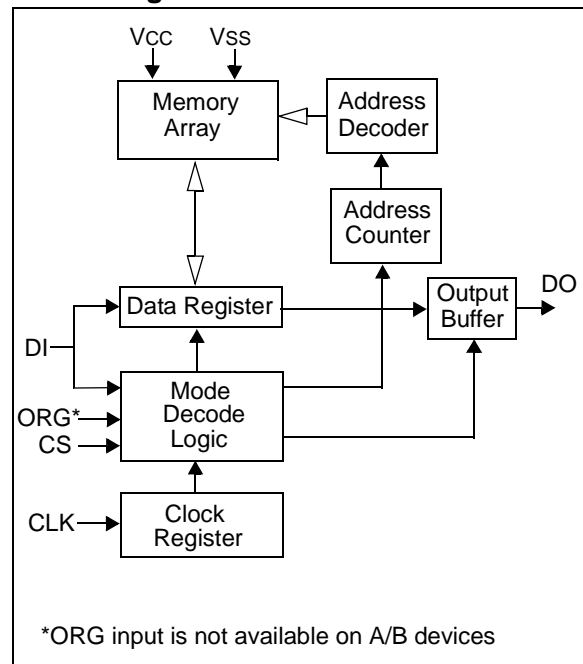 VCC VSS
Memory
Array
Address
Decoder
Address
Counter
Data Register
Output
Buffer
DO
DI
Mode
Decode
Logic
ORG*
CS
CLK
Clock
Register
*ORG input is not available on A/B devices